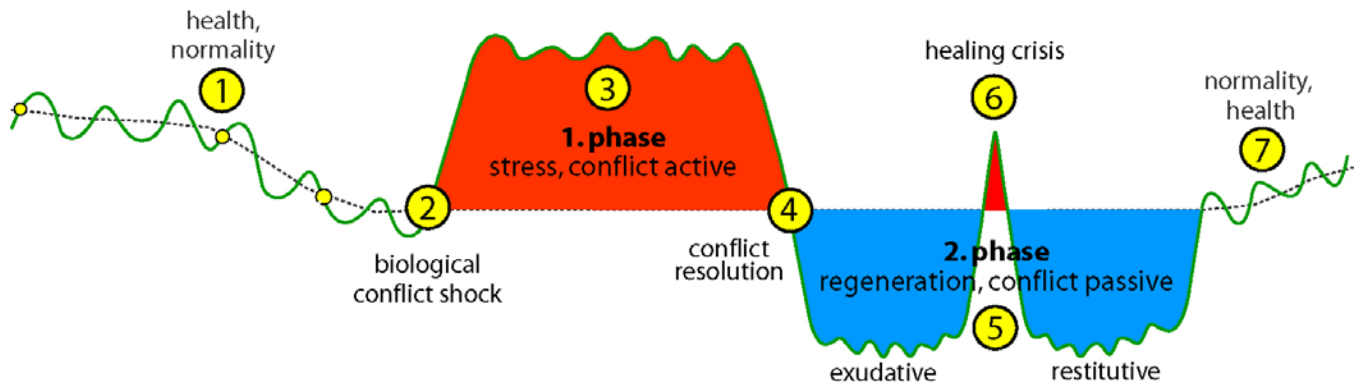 health,
normality
1
2
biological
conflict shock
3
1. phase
stress, conflict active
4
conflict
resolution
healing crisis
6
2. phase
regeneration, conflict passive
5
exudative
restitutive
normality,
health
7